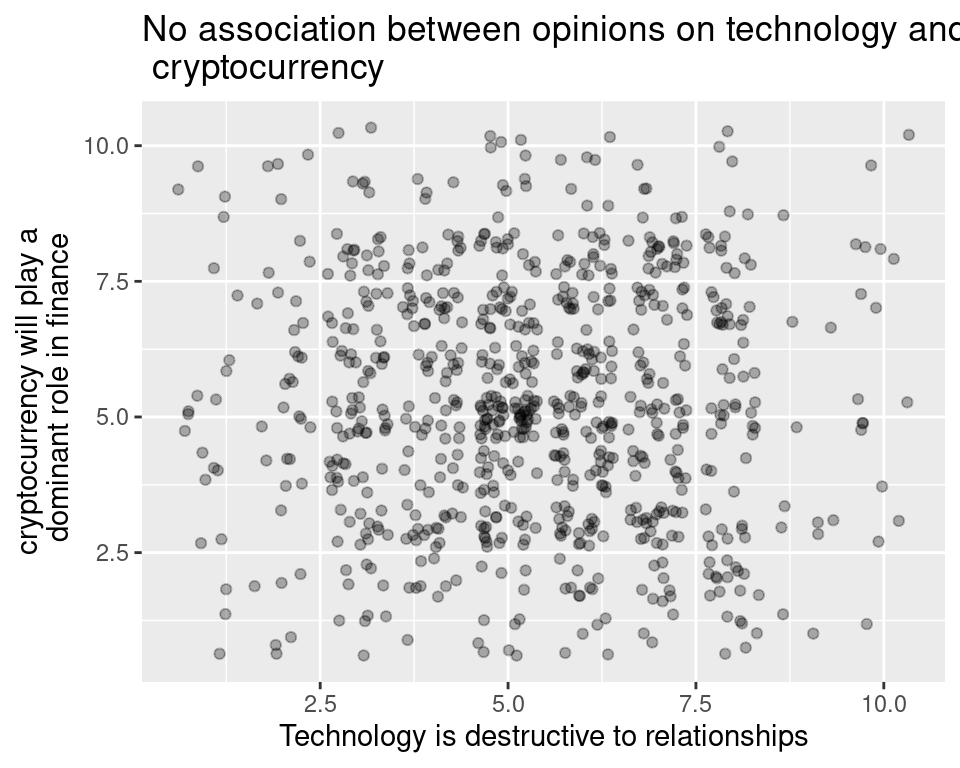 No association between opinions on technology and
cryptocurrency
cryptocurrency will play a
dominant role in finance
10.0
7.5
5.0
2.5
2.5 5.0 7.5 10.0
Technology is destructive to relationships